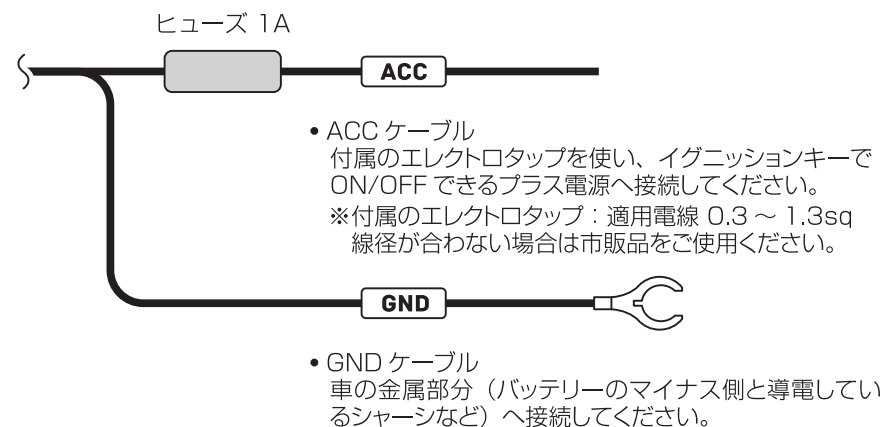 ヒューズ 1A
ACC
• ACC ケーブル
付属のエレクトロタップを使い、イグニッションキーで
ON/OFF できるプラス電源へ接続してください。
※付属のエレクトロタップ：適用電線 0.3 ～ 1.3sq
線径が合わない場合は市販品をご使用ください。
GND
• GND ケーブル
車の金属部分（バッテリーのマイナス側と導電してい
るシャーシなど）へ接続してください。